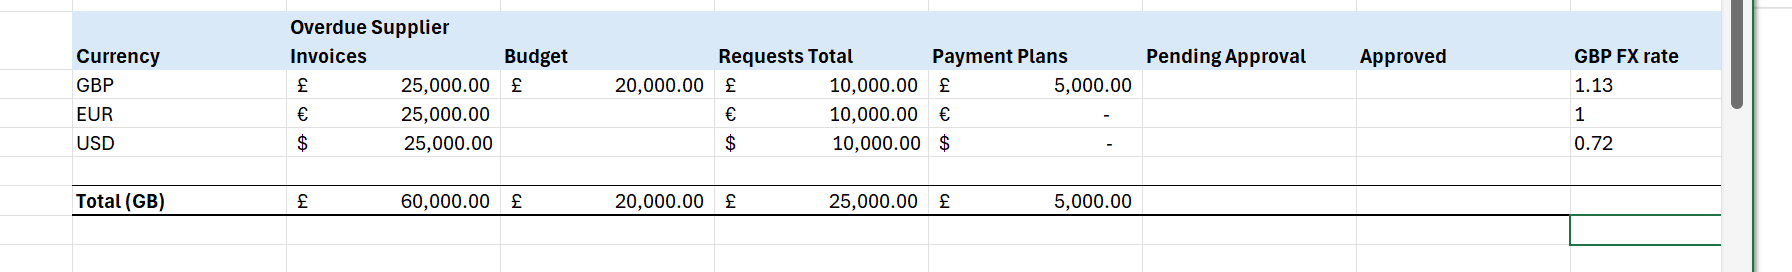 Overdue Supplier
Currency Invoices Budget Requests Total Payment Plans Pending Approval Approved GBP FX rate
GBP £ 25,000.00 £ 20,000.00 £ 10,000.00 £ 5,000.00 1.13
EUR € 25,000.00 € 10,000.00 € - 1
USD $ 25,000.00 $ 10,000.00 $ - 0.72
Total (GB) £ 60,000.00 £ 20,000.00 £ 25,000.00 £ 5,000.00